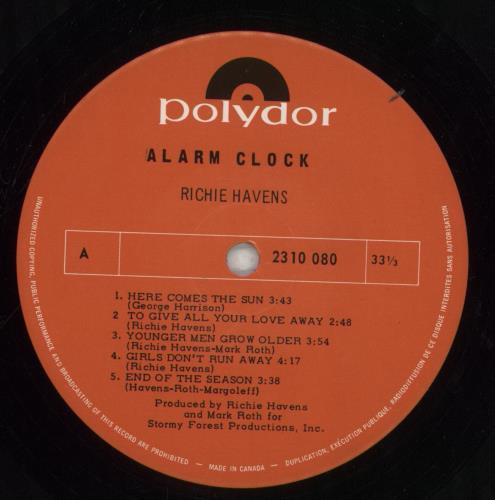 polydor
ALARM CLOCK
RICHIE HAVENS
A 2310 080 33⅓
1. HERE COMES THE SUN 3:43
(George Harrison)
2 TO GIVE ALL YOUR LOVE AWAY 2:48
(Richie Havens)
3. YOUNGER MEN GROW OLDER 3:54
(Richie Havens-Mark Roth)
4. GIRLS DON'T RUN AWAY 4:17
(Richie Havens)
5. END OF THE SEASON 3:38
(Havens-Roth-Margoleff)
Produced by Richie Havens
and Mark Roth for
Stormy Forest Productions, Inc.
UNAUTHORIZED COPYING, PUBLIC PERFORMANCE AND BROADCASTING OF THIS RECORD ARE PROHIBITED – MADE IN CANADA – DUPLICATION, EXÉCUTION PUBLIQUE, RADIODIFFUSION DE CE DISQUE INTERDITES SANS AUTORISATION